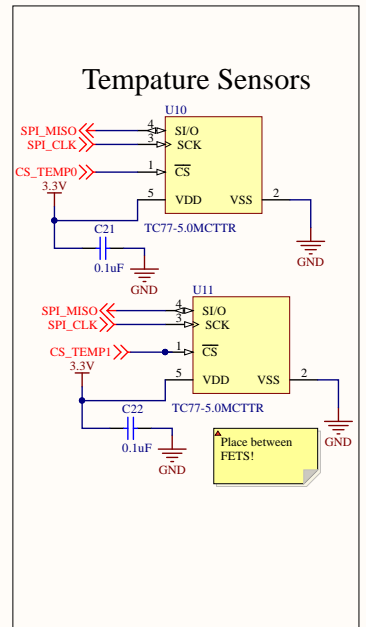 Tempature Sensors
U10
SPI_MISO 4 SI/O
SPI_CLK 3 SCK
CS_TEMP0 1 CS
3.3V
5 VDD VSS 2
C21 TC77-5.0MCTTR
0.1uF
GND GND
U11
SPI_MISO 4 SI/O
SPI_CLK 3 SCK
CS_TEMP1 1 CS
3.3V
5 VDD VSS 2
C22 TC77-5.0MCTTR
0.1uF
GND GND
Place between
FETS!